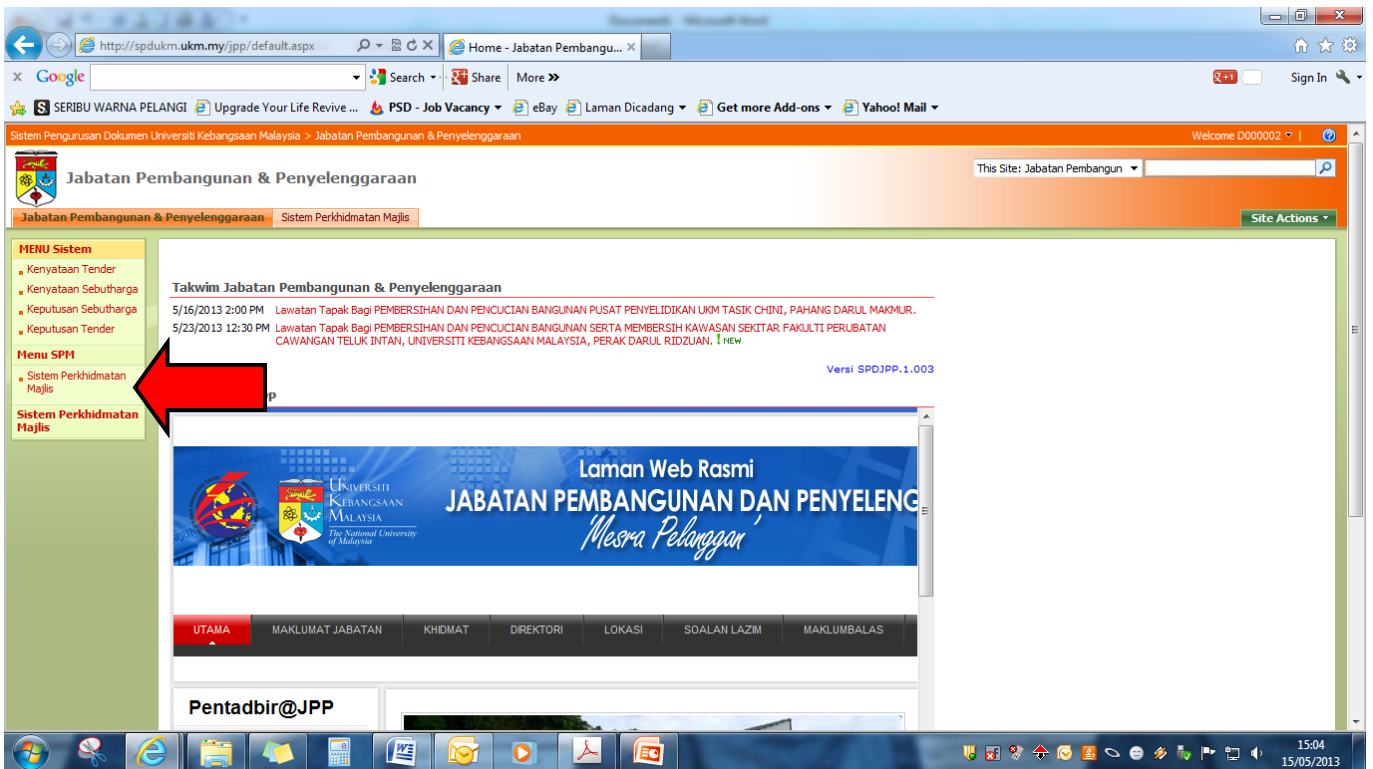 Document1 - Microsoft Word
http://spdukm.ukm.my/jpp/default.aspx
Home - Jabatan Pembangu...
x Google
Search
Share
More »
+1
Sign In
SERIBU WARNA PELANGI
Upgrade Your Life Revive ...
PSD - Job Vacancy
eBay
Laman Dicadang
Get more Add-ons
Yahoo! Mail
Sistem Pengurusan Dokumen Universiti Kebangsaan Malaysia > Jabatan Pembangunan & Penyelenggaraan
Welcome D000002
Jabatan Pembangunan & Penyelenggaraan
This Site: Jabatan Pembangun
Jabatan Pembangunan & Penyelenggaraan
Sistem Perkhidmatan Majlis
Site Actions
MENU Sistem
Kenyataan Tender
Kenyataan Sebutharga
Keputusan Sebutharga
Keputusan Tender
Menu SPM
Sistem Perkhidmatan
Majlis
Sistem Perkhidmatan
Majlis
Takwim Jabatan Pembangunan & Penyelenggaraan
5/16/2013 2:00 PM Lawatan Tapak Bagi PEMBERSIHAN DAN PENCUCIAN BANGUNAN PUSAT PENYELIDIKAN UKM TASIK CHINI, PAHANG DARUL MAKMUR.
5/23/2013 12:30 PM Lawatan Tapak Bagi PEMBERSIHAN DAN PENCUCIAN BANGUNAN SERTA MEMBERSIH KAWASAN SEKITAR FAKULTI PERUBATAN
CAWANGAN TELUK INTAN, UNIVERSITI KEBANGSAAN MALAYSIA, PERAK DARUL RIDZUAN. ! NEW
Versi SPDJPP.1.003
p
UNIVERSITI
KEBANGSAAN
MALAYSIA
The National University
of Malaysia
Laman Web Rasmi
JABATAN PEMBANGUNAN DAN PENYELENG
'Mesra Pelanggan'
UTAMA
MAKLUMAT JABATAN
KHIDMAT
DIREKTORI
LOKASI
SOALAN LAZIM
MAKLUMBALAS
Pentadbir@JPP
15:04
15/05/2013